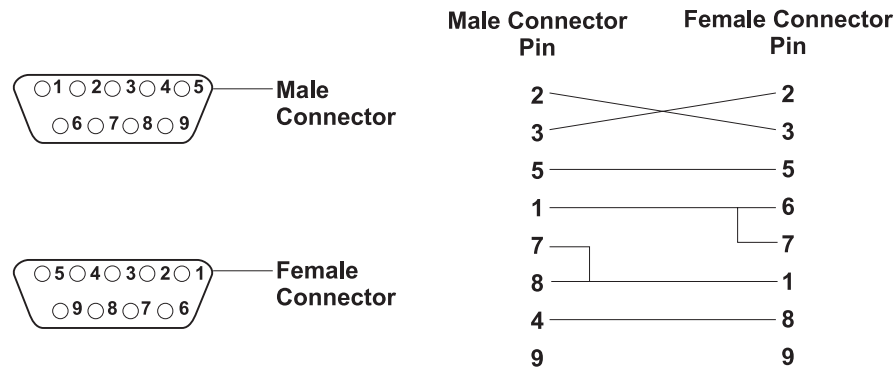 Male Connector Female Connector
Pin Pin
1 2 3 4 5
6 7 8 9
Male
Connector
5 4 3 2 1
9 8 7 6
Female
Connector
2 2
3 3
5 5
1 6
7 7
8 1
4 8
9 9